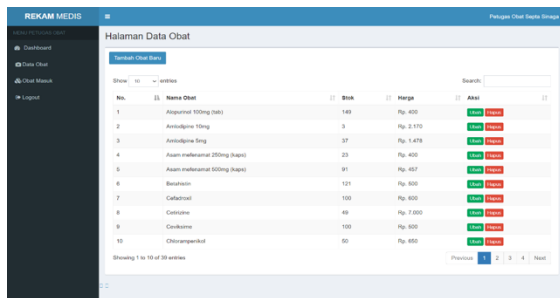 REKAM MEDIS
Petugas Obat Septa Sinaga
MENU PETUGAS OBAT
Dashboard
Data Obat
Obat Masuk
Logout
Halaman Data Obat
Tambah Obat Baru
Show 10 entries
Search:
No. Nama Obat Stok Harga Aksi
1 Alopurinol 100mg (tab) 149 Rp. 400 Ubah Hapus
2 Amlodipine 10mg 3 Rp. 2.170 Ubah Hapus
3 Amlodipine 5mg 37 Rp. 1.478 Ubah Hapus
4 Asam mefenamat 250mg (kaps) 23 Rp. 400 Ubah Hapus
5 Asam mefenamat 500mg (kaps) 91 Rp. 457 Ubah Hapus
6 Betahistin 121 Rp. 500 Ubah Hapus
7 Cefadroxil 100 Rp. 600 Ubah Hapus
8 Cetirizine 49 Rp. 7.000 Ubah Hapus
9 Ceviksime 100 Rp. 500 Ubah Hapus
10 Chlorampenikol 50 Rp. 650 Ubah Hapus
Showing 1 to 10 of 39 entries
Previous 1 2 3 4 Next